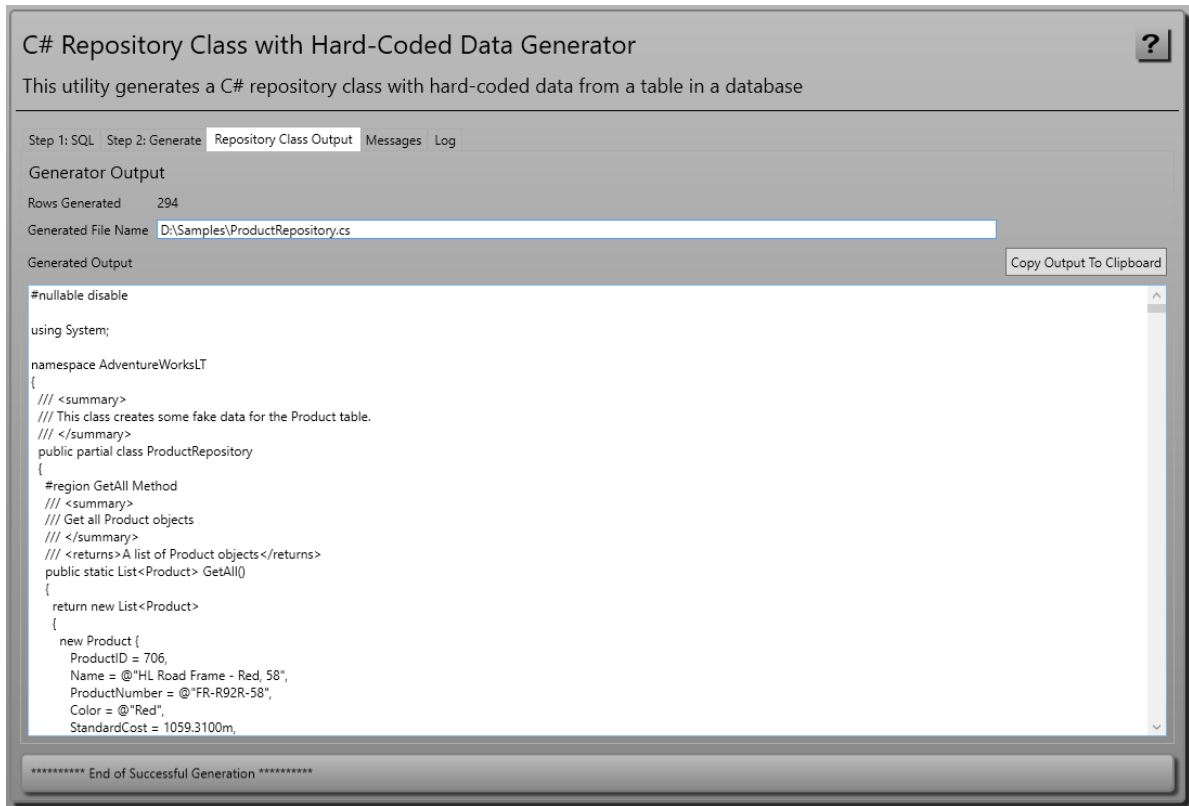 C# Repository Class with Hard-Coded Data Generator
?
This utility generates a C# repository class with hard-coded data from a table in a database
Step 1: SQL Step 2: Generate Repository Class Output Messages Log
Generator Output
Rows Generated 294
Generated File Name D:\Samples\ProductRepository.cs
Generated Output Copy Output To Clipboard
#nullable disable
using System;
namespace AdventureWorksLT
{
/// <summary>
/// This class creates some fake data for the Product table.
/// </summary>
public partial class ProductRepository
{
#region GetAll Method
/// <summary>
/// Get all Product objects
/// </summary>
/// <returns>A list of Product objects</returns>
public static List<Product> GetAll()
{
return new List<Product>
{
new Product {
ProductID = 706,
Name = @"HL Road Frame - Red, 58",
ProductNumber = @"FR-R92R-58",
Color = @"Red",
StandardCost = 1059.3100m,
********** End of Successful Generation **********